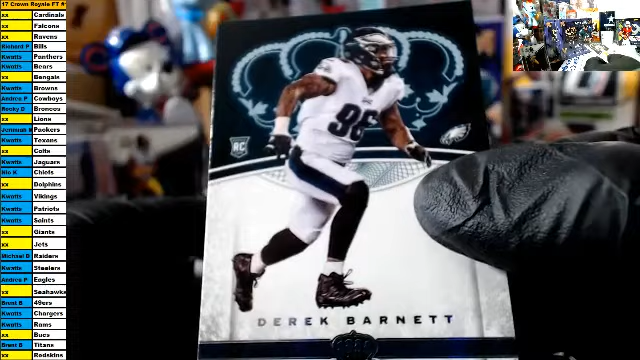 17 Crown Royale FT #
xx Cardinals
xx Falcons
xx Ravens
Richard P Bills
Kwatts Panthers
Kwatts Bears
xx Bengals
Kwatts Browns
Andre P Cowboys
Rocky D Broncos
xx Lions
Jeremiah Packers
Kwatts Texans
xx Colts
Kwatts Jaguars
Nic K Chiefs
xx Dolphins
Kwatts Vikings
Kwatts Patriots
Kwatts Saints
xx Giants
xx Jets
Michael D Raiders
Kwatts Steelers
Andre P Eagles
xx Seahawks
Brent B 49ers
Kwatts Chargers
Kwatts Rams
xx Bucs
Brent B Titans
xx Redskins
96
RC
DEREK BARNETT